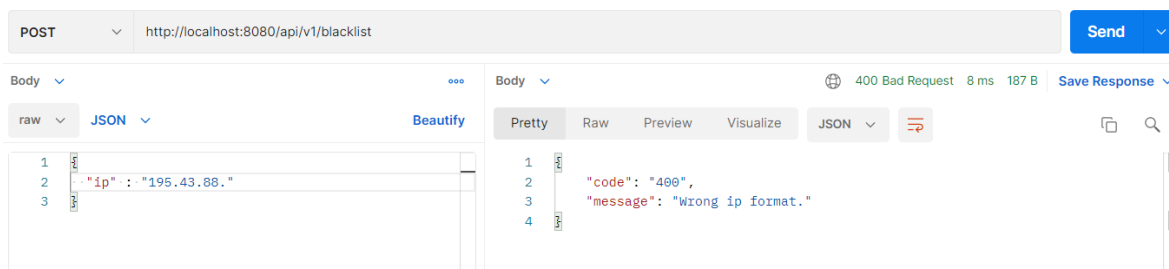 POST http://localhost:8080/api/v1/blacklist Send
Body ooo Body 400 Bad Request 8 ms 187 B Save Response
raw JSON Beautify Pretty Raw Preview Visualize JSON
1 {
2 "ip" : "195.43.88."
3 }
1 {
2 "code": "400",
3 "message": "Wrong ip format."
4 }